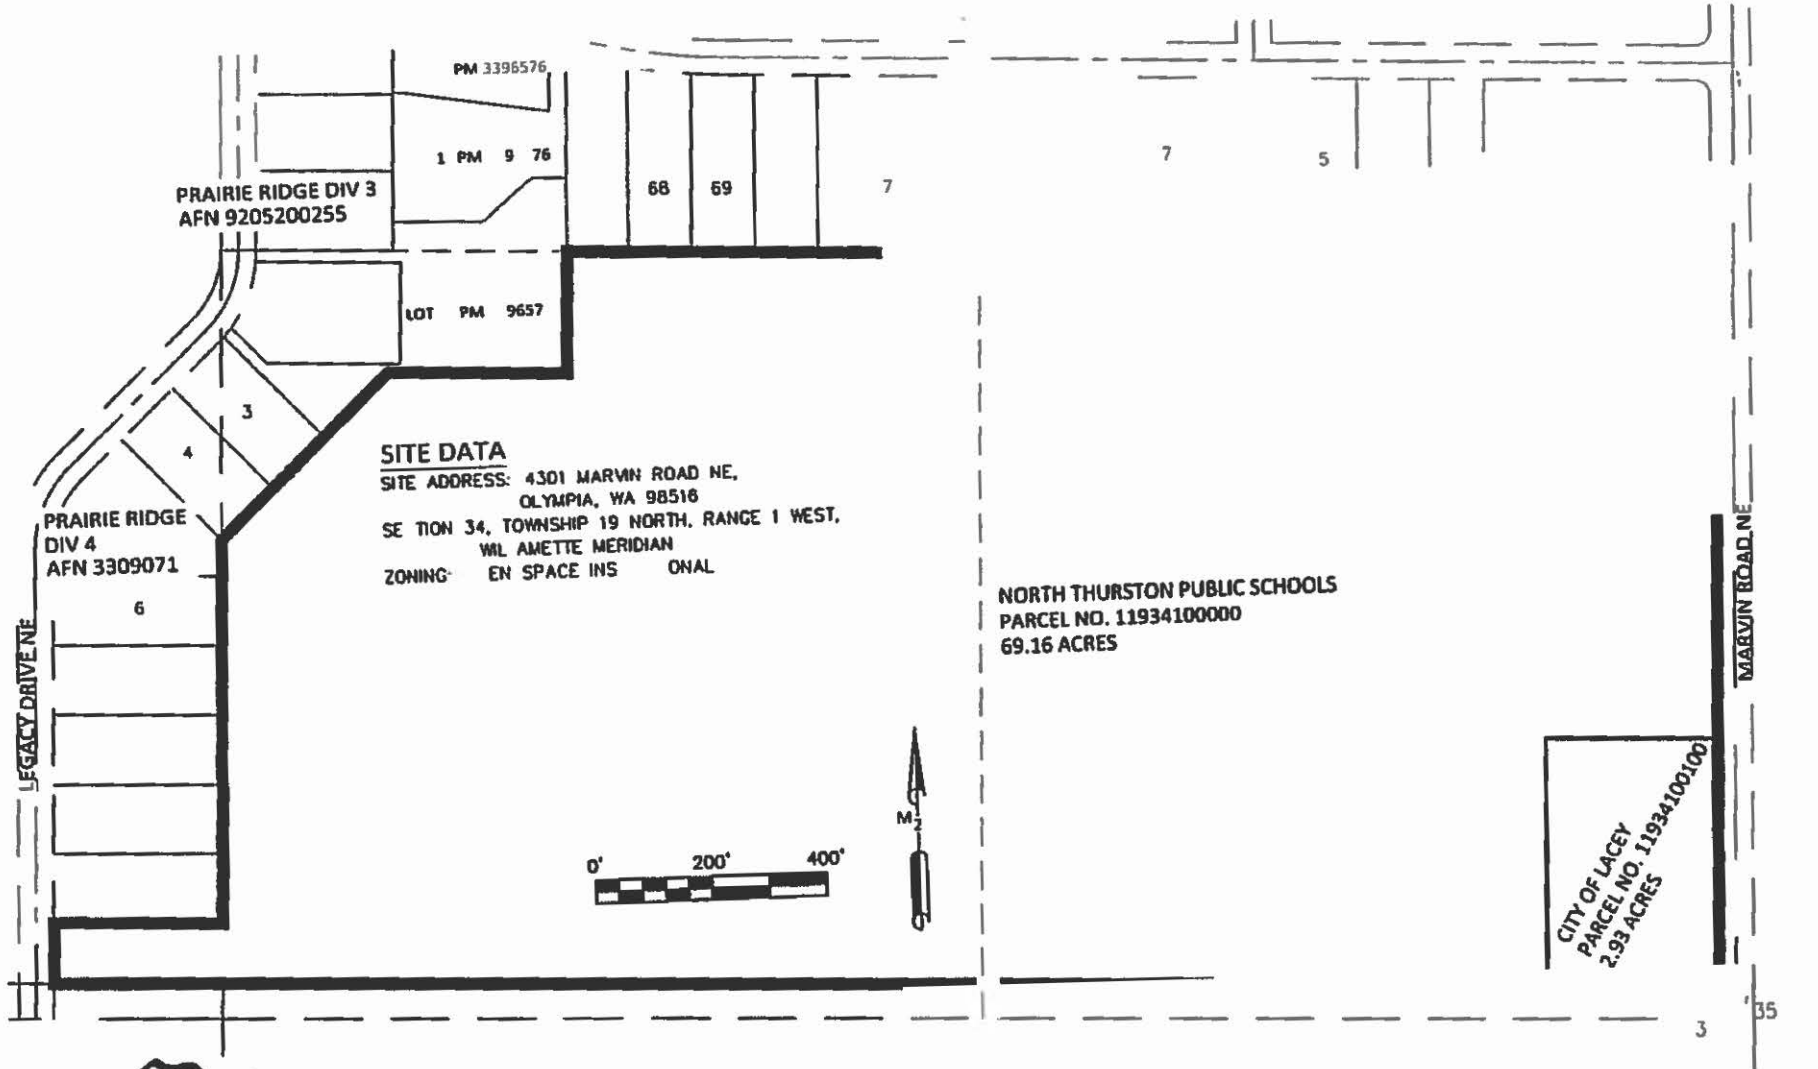 PM 3396576
1 PM 9 76
PRAIRIE RIDGE DIV 3
AFN 9205200255
68
69
7
7
5
LOT PM 9657
3
4
SITE DATA
SITE ADDRESS: 4301 MARVIN ROAD NE,
OLYMPIA, WA 98516
SE TION 34, TOWNSHIP 19 NORTH, RANGE 1 WEST,
WIL AMETTE MERIDIAN
ZONING: EN SPACE INS ONAL
PRAIRIE RIDGE
DIV 4
AFN 3309071
6
LEGACY DRIVE NE
NORTH THURSTON PUBLIC SCHOOLS
PARCEL NO. 11934100000
69.16 ACRES
MARVIN ROAD NE
0' 200' 400'
CITY OF LACEY
PARCEL NO. 11934100100
2.93 ACRES
35
3